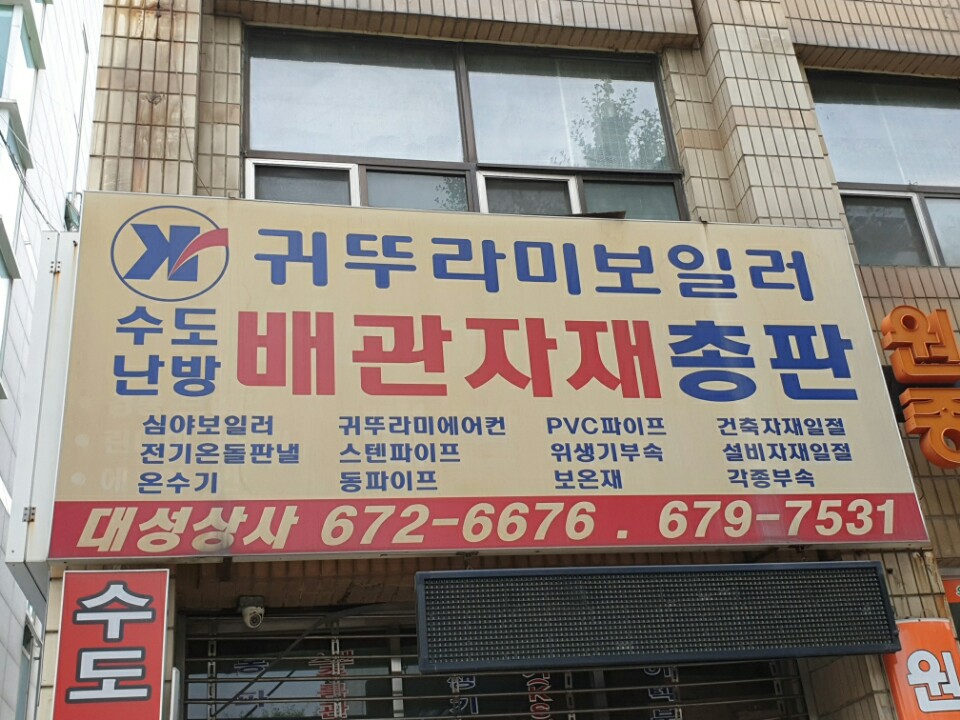 귀뚜라미보일러
수도
난방
배관자재총판
심야보일러 귀뚜라미에어컨 PVC파이프 건축자재일절
전기온돌판낼 스텐파이프 위생기부속 설비자재일절
온수기 동파이프 보온재 각종부속
대성상사 672-6676 . 679-7531
수도
원
종
원